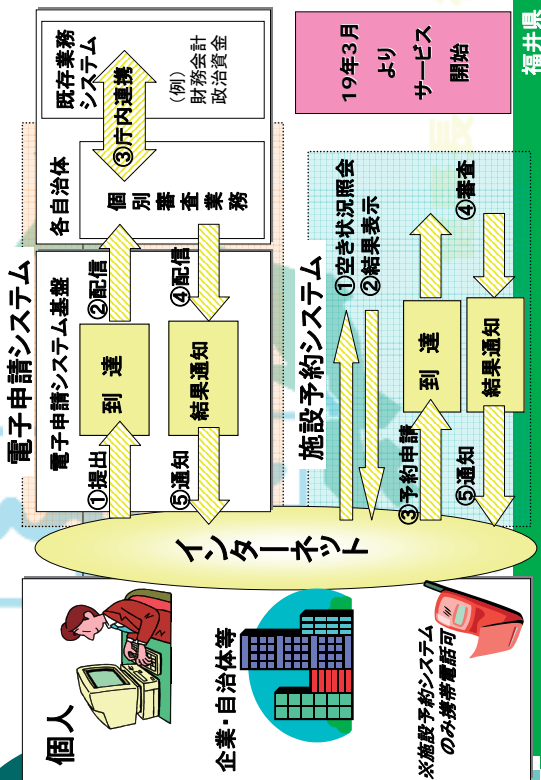 電子申請システム
電子申請システム基盤
各自治体
個人
企業・自治体等
※施設予約システム
のみ携帯電話可
インターネット
①提出
到達
②配信
個別審査業務
③庁内連携
既存業務
システム
(例)
財務会計
政治資金
④配信
結果通知
⑤通知
施設予約システム
①空き状況照会
②結果表示
③予約申請
到達
④審査
結果通知
⑤通知
19年3月
より
サービス
開始
福井県